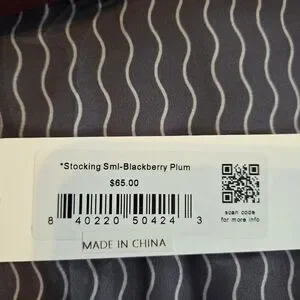 *Stocking Sml-Blackberry Plum
$65.00
8 40220 50424 3
scan code
for more info
MADE IN CHINA